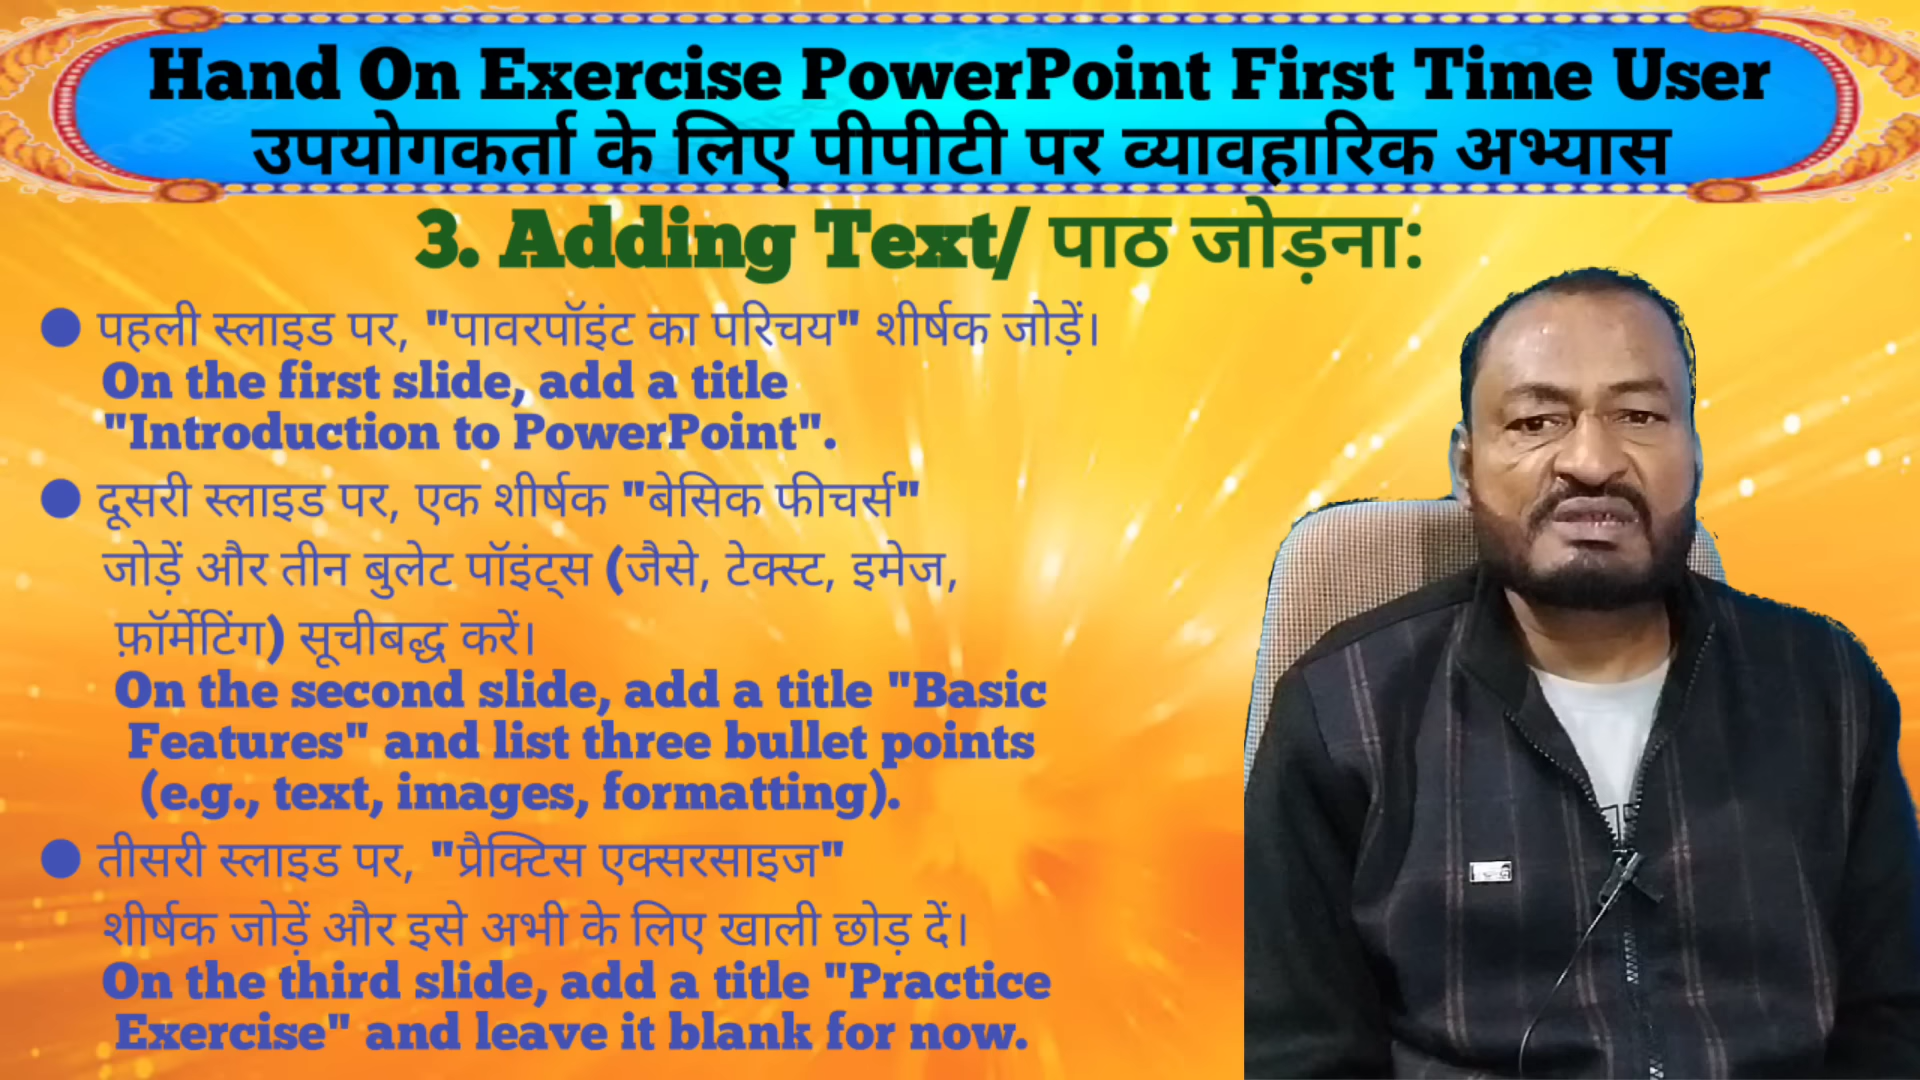 Hand On Exercise PowerPoint First Time User
उपयोगकर्ता के लिए पीपीटी पर व्यावहारिक अभ्यास
3. Adding Text/ पाठ जोड़ना:
● पहली स्लाइड पर, "पावरपॉइंट का परिचय" शीर्षक जोड़ें।
On the first slide, add a title
"Introduction to PowerPoint".
● दूसरी स्लाइड पर, एक शीर्षक "बेसिक फीचर्स"
जोड़ें और तीन बुलेट पॉइंट्स (जैसे, टेक्स्ट, इमेज,
फ़ॉर्मेटिंग) सूचीबद्ध करें।
On the second slide, add a title "Basic
Features" and list three bullet points
(e.g., text, images, formatting).
● तीसरी स्लाइड पर, "प्रैक्टिस एक्सरसाइज"
शीर्षक जोड़ें और इसे अभी के लिए खाली छोड़ दें।
On the third slide, add a title "Practice
Exercise" and leave it blank for now.